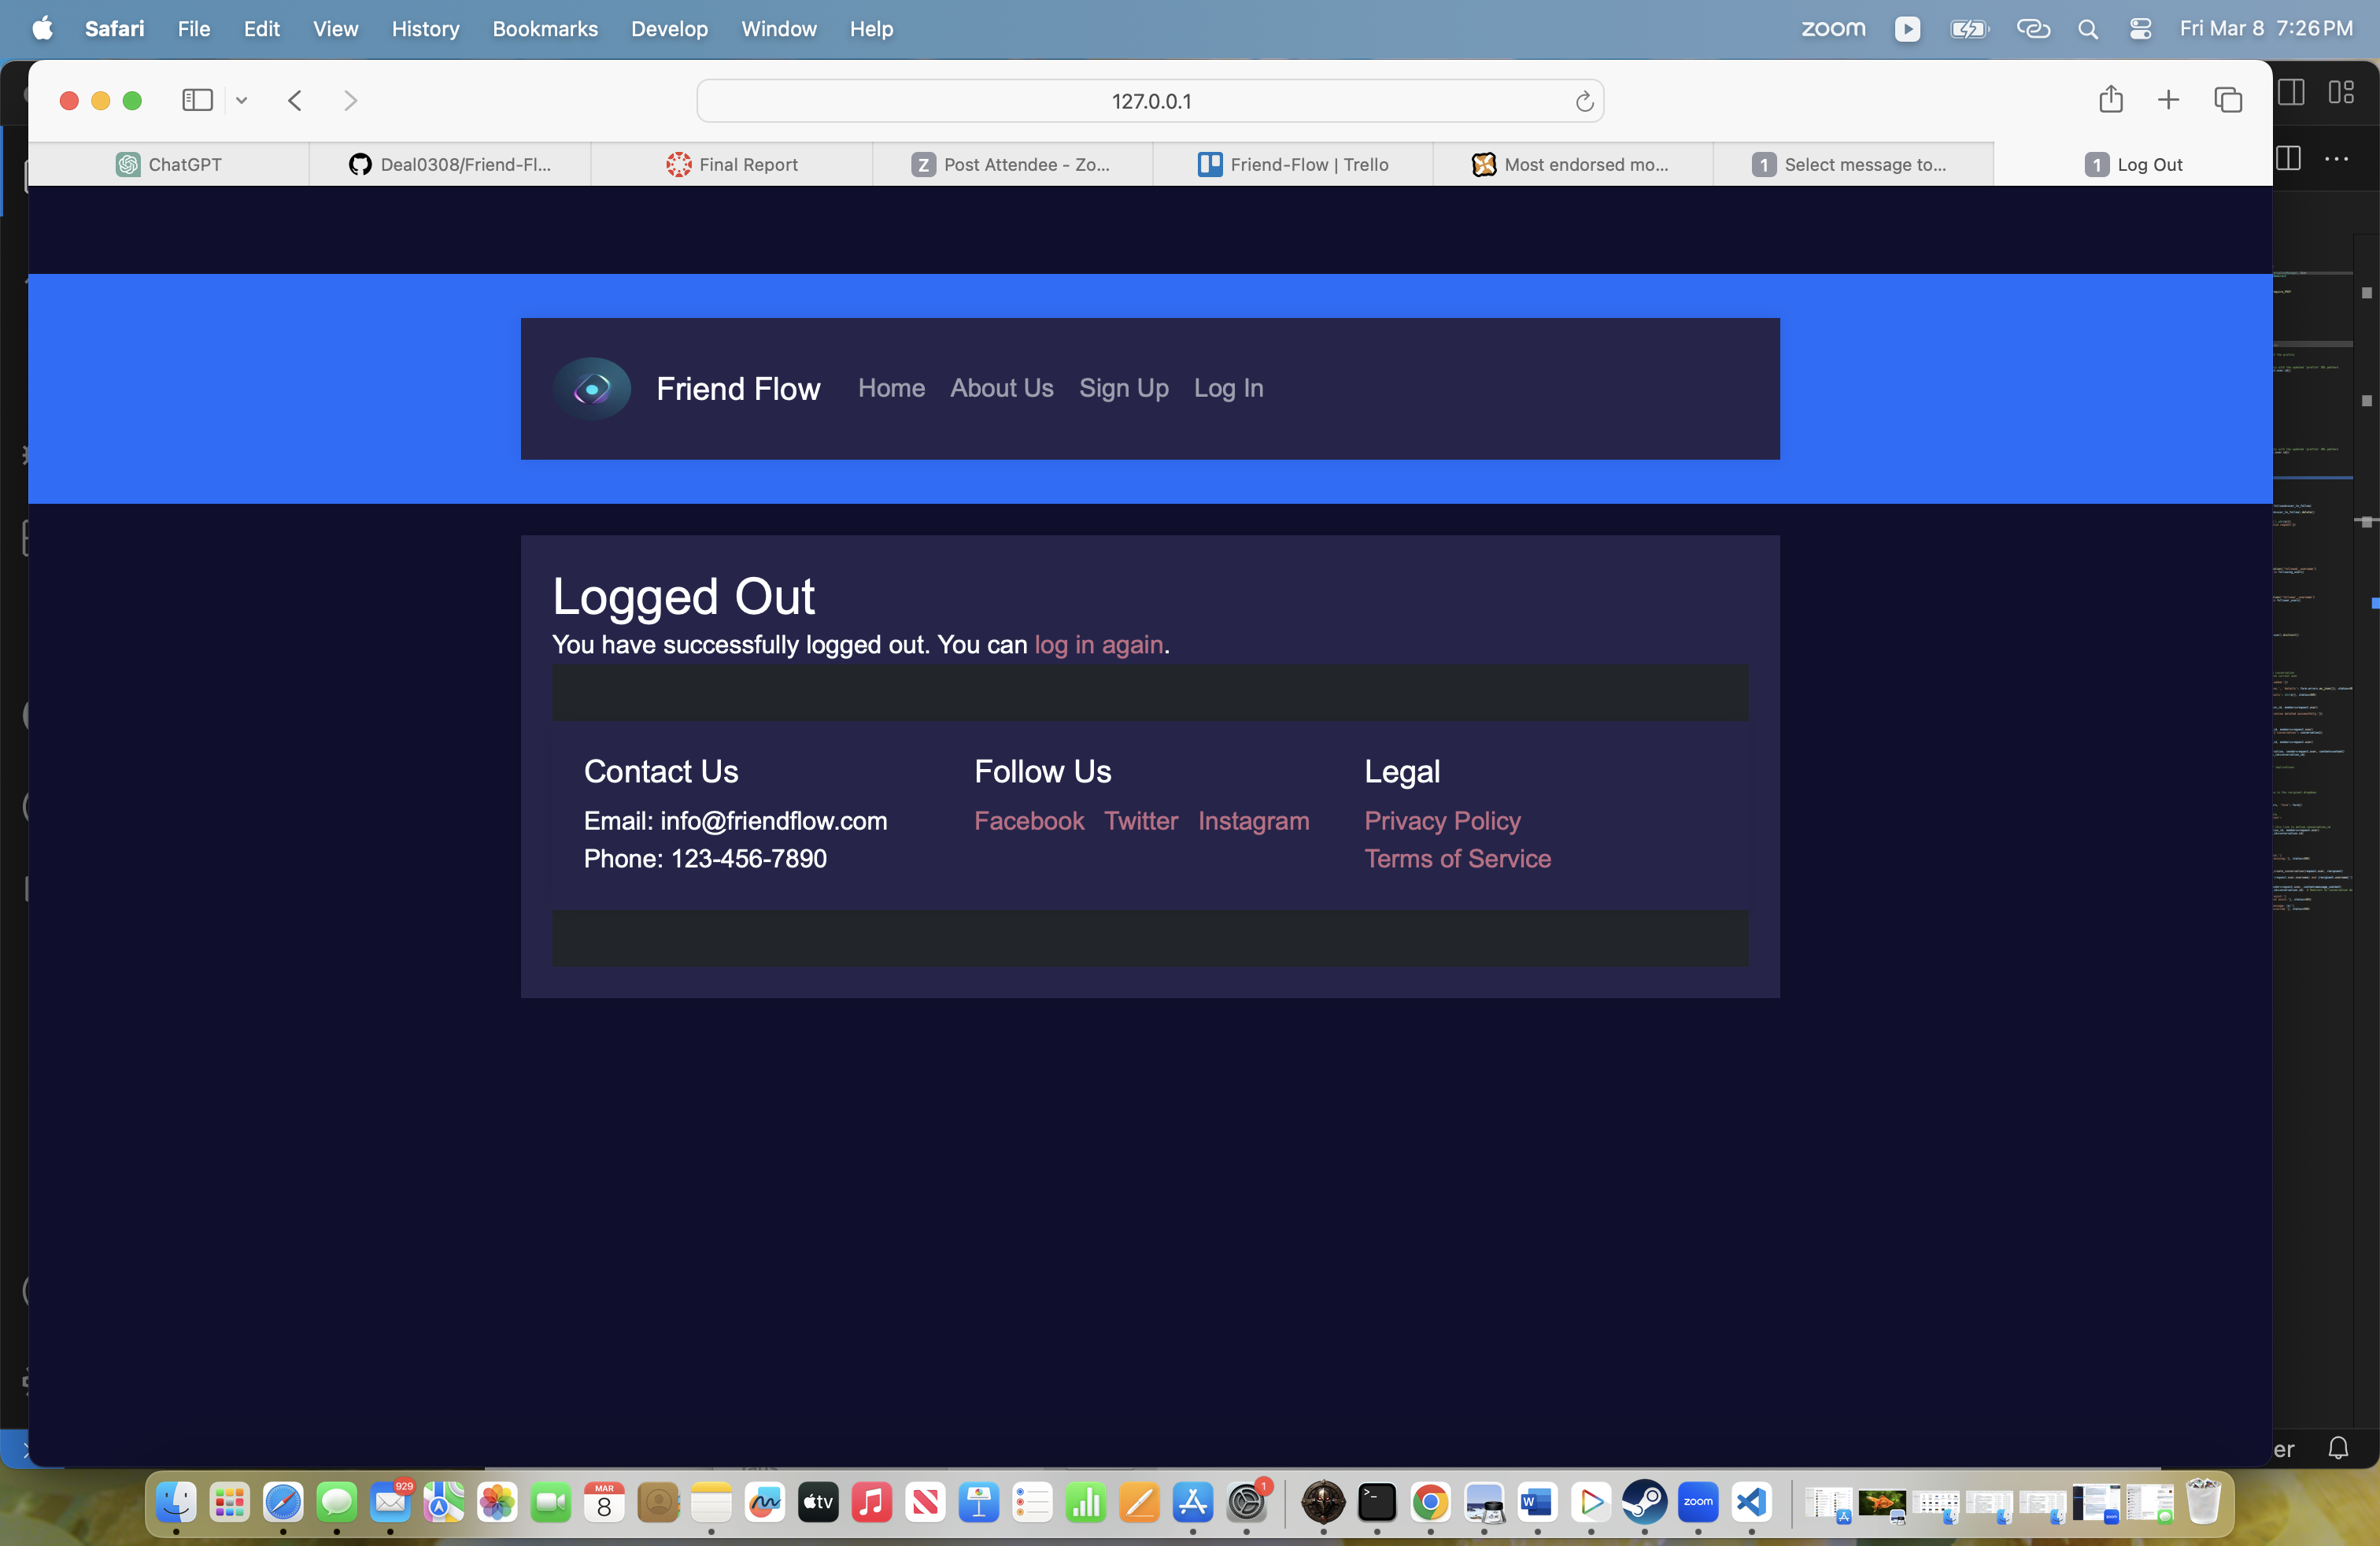 Safari File Edit View History Bookmarks Develop Window Help zoom Fri Mar 8 7:26 PM
127.0.0.1
ChatGPT Deal0308/Friend-Fl... Final Report Z Post Attendee - Zo... Friend-Flow | Trello Most endorsed mo... 1 Select message to... 1 Log Out
Friend Flow Home About Us Sign Up Log In
Logged Out
You have successfully logged out. You can log in again.
Contact Us
Email: info@friendflow.com
Phone: 123-456-7890
Follow Us
Facebook Twitter Instagram
Legal
Privacy Policy
Terms of Service
er
929
MAR
8
tv
1
W
zoom